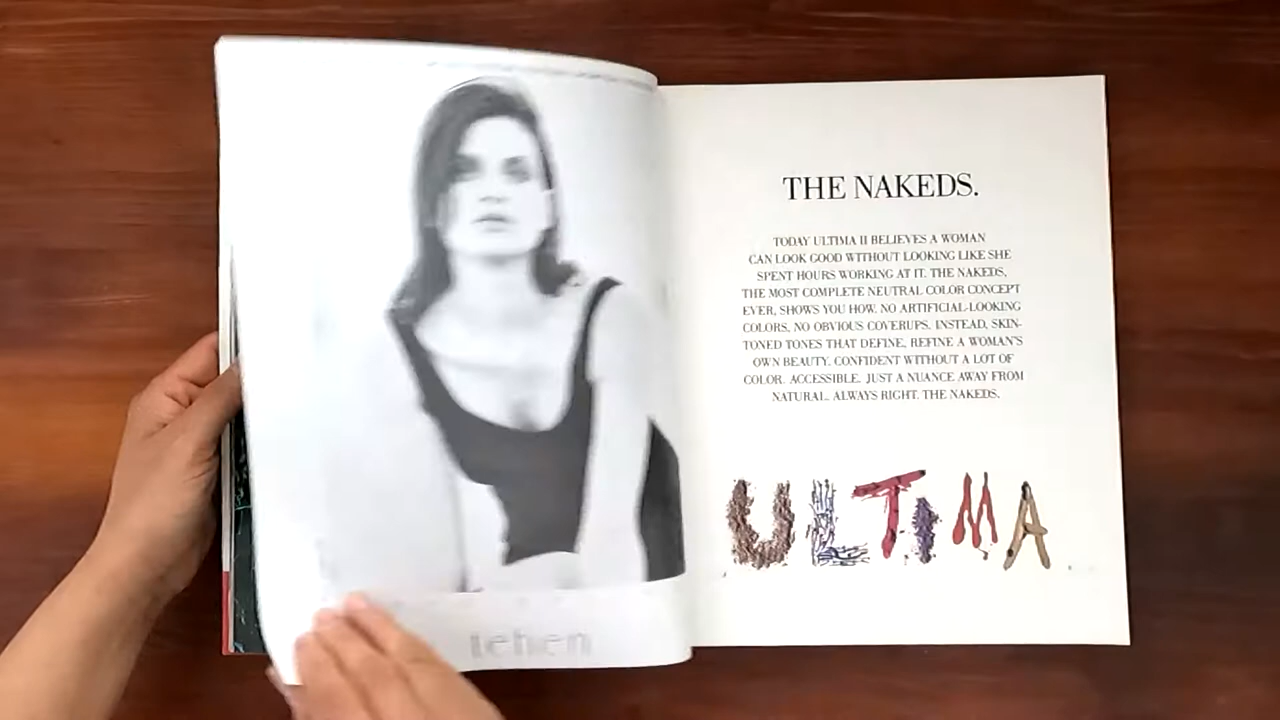 tehen
THE NAKEDS.
TODAY ULTIMA II BELIEVES A WOMAN
CAN LOOK GOOD WITHOUT LOOKING LIKE SHE
SPENT HOURS WORKING AT IT. THE NAKEDS,
THE MOST COMPLETE NEUTRAL COLOR CONCEPT
EVER, SHOWS YOU HOW. NO ARTIFICIAL-LOOKING
COLORS, NO OBVIOUS COVERUPS. INSTEAD, SKIN-
TONED TONES THAT DEFINE, REFINE A WOMAN'S
OWN BEAUTY. CONFIDENT WITHOUT A LOT OF
COLOR. ACCESSIBLE. JUST A NUANCE AWAY FROM
NATURAL. ALWAYS RIGHT. THE NAKEDS.
ULTIMA